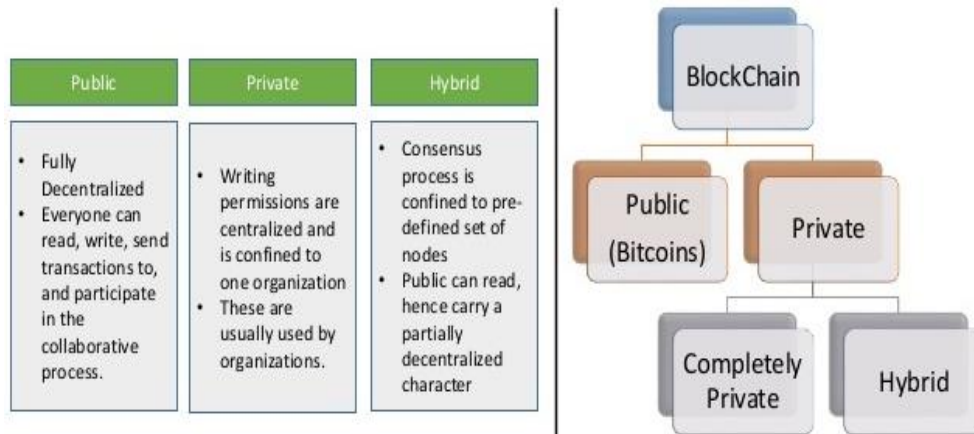 Public
Private
Hybrid
• Fully
Decentralized
• Everyone can
read, write, send
transactions to,
and participate
in the
collaborative
process.
• Writing
permissions are
centralized and
is confined to
one organization
• These are
usually used by
organizations.
• Consensus
process is
confined to pre-
defined set of
nodes
• Public can read,
hence carry a
partially
decentralized
character
BlockChain
Public
(Bitcoins)
Private
Completely
Private
Hybrid